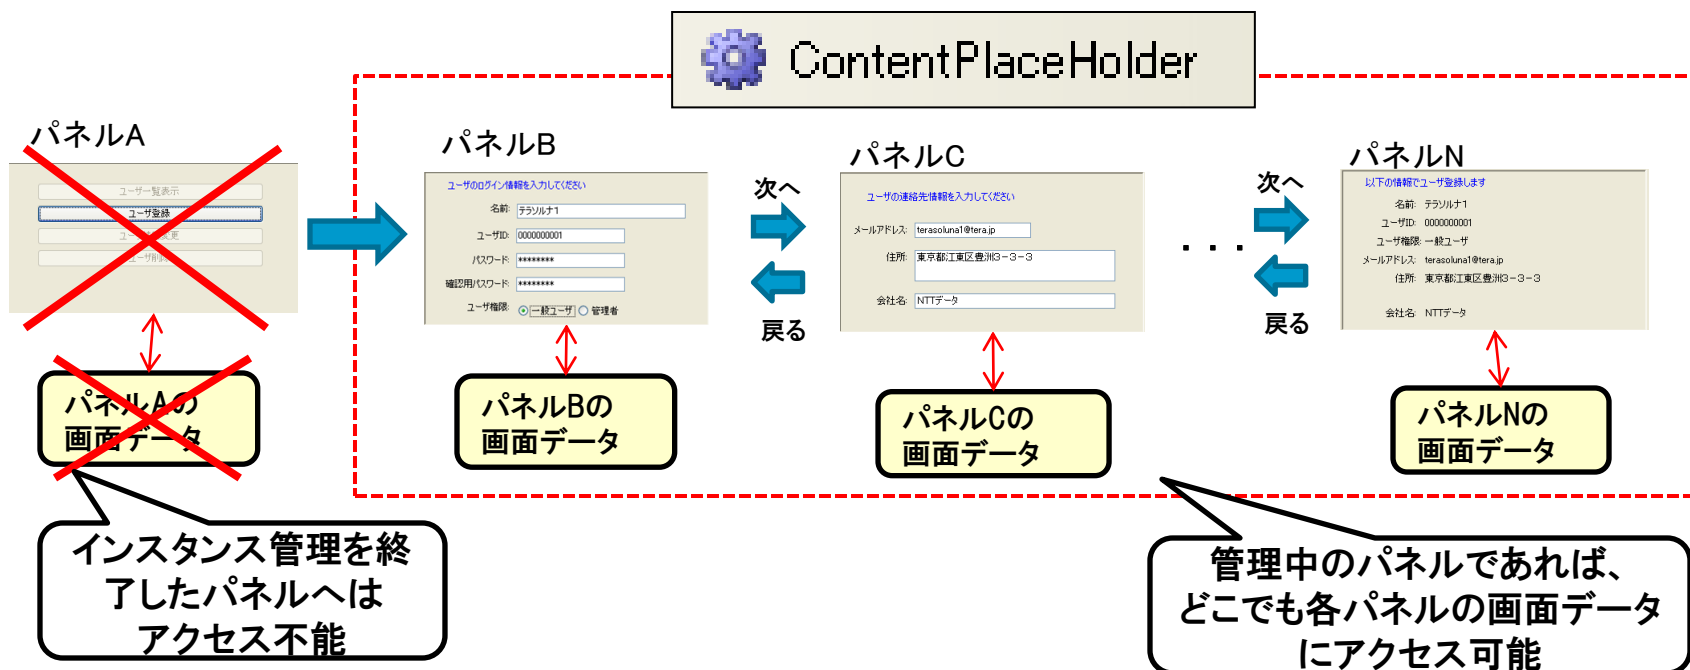 ContentPlaceHolder
パネルA
ユーザ一覧表示
ユーザ登録
パネルB
ユーザのログイン情報を入力してください
名前: テラソルナ1
ユーザID: 0000000001
パスワード: ********
確認用パスワード: ********
ユーザ権限: 一般ユーザ 管理者
次へ
戻る
パネルC
ユーザの連絡先情報を入力してください
メールアドレス: terasoluna1@tera.jp
住所: 東京都江東区豊洲3-3-3
会社名: NTTデータ
・・・
次へ
戻る
パネルN
以下の情報でユーザ登録します
名前: テラソルナ1
ユーザID: 0000000001
ユーザ権限: 一般ユーザ
メールアドレス: terasoluna1@tera.jp
住所: 東京都江東区豊洲3-3-3
会社名: NTTデータ
パネルAの
画面データ
パネルBの
画面データ
パネルCの
画面データ
パネルNの
画面データ
インスタンス管理を終
了したパネルへは
アクセス不能
管理中のパネルであれば、
どこでも各パネルの画面データ
にアクセス可能